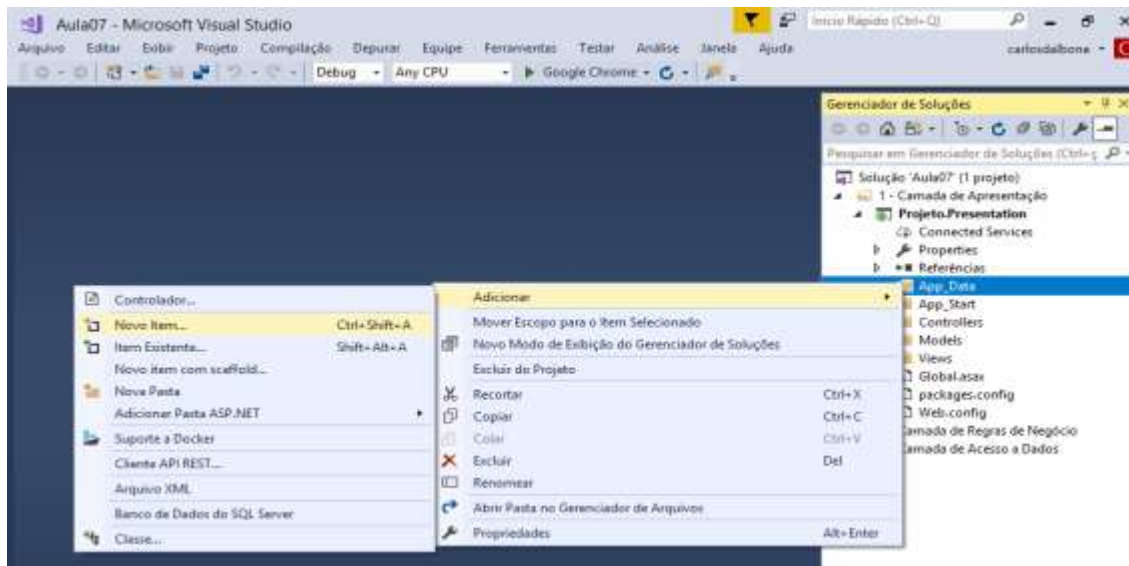 Aula07 - Microsoft Visual Studio
Início Rápido (Ctrl+Q)
Arquivo Editar Exibir Projeto Compilação Depurar Equipe Ferramentas Testar Análise Janela Ajuda
carlosdalbona
Debug Any CPU Google Chrome
Gerenciador de Soluções
Pesquisar em Gerenciador de Soluções (Ctrl+ç
Solução 'Aula07' (1 projeto)
1 - Camada de Apresentação
Projeto.Presentation
Connected Services
Properties
Referências
App_Data
App_Start
Controllers
Models
Views
Global.asax
packages.config
Web.config
Camada de Regras de Negócio
Camada de Acesso a Dados
Adicionar
Mover Escopo para o Item Selecionado
Novo Modo de Exibição do Gerenciador de Soluções
Excluir do Projeto
Recortar Ctrl+X
Copiar Ctrl+C
Colar Ctrl+V
Excluir Del
Renomear
Abrir Pasta no Gerenciador de Arquivos
Propriedades Alt+Enter
Controlador...
Novo Item... Ctrl+Shift+A
Item Existente... Shift+Alt+A
Novo item com scaffold...
Nova Pasta
Adicionar Pasta ASP.NET
Suporte a Docker
Cliente API REST...
Arquivo XML
Banco de Dados do SQL Server
Classe...